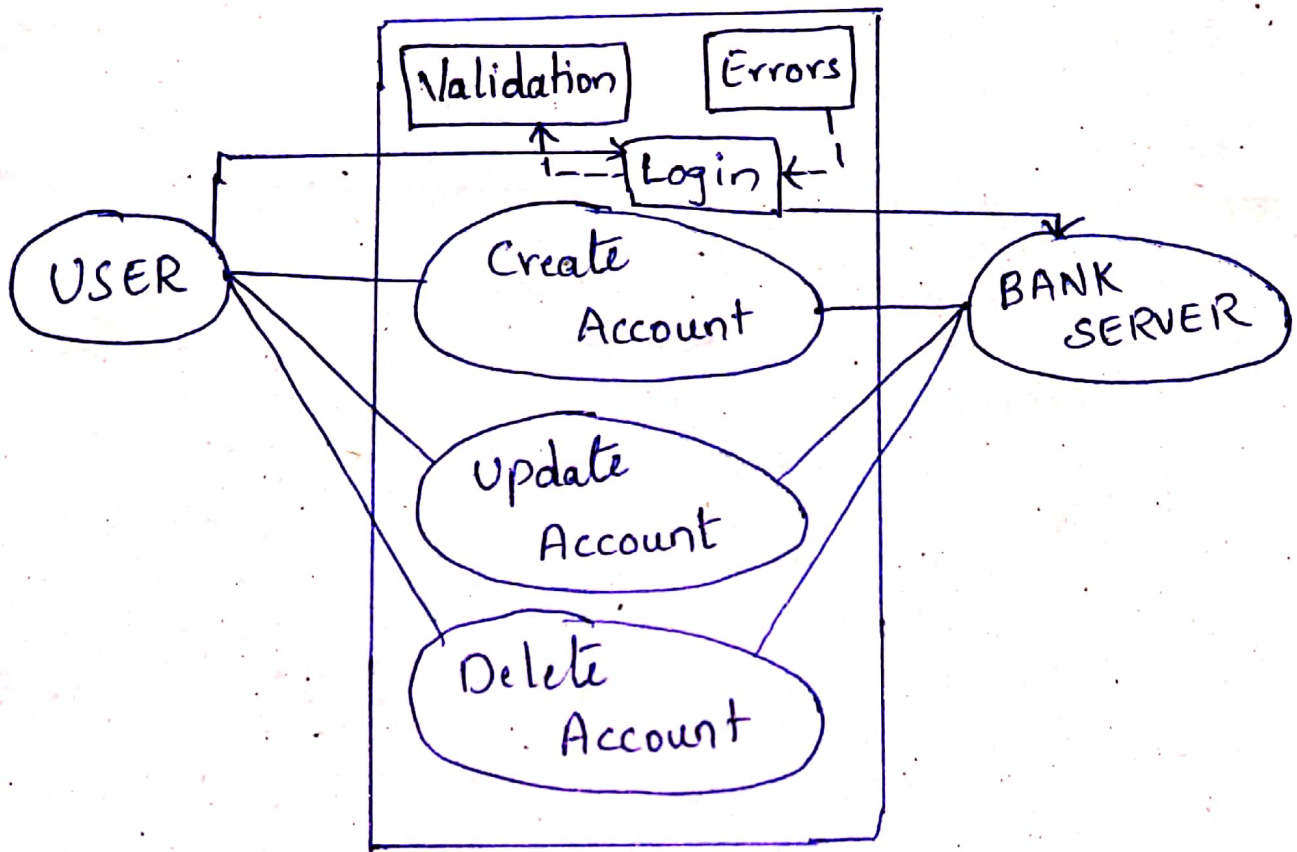 Validation
Errors
Login
USER
Create
Account
BANK
SERVER
Update
Account
Delete
Account